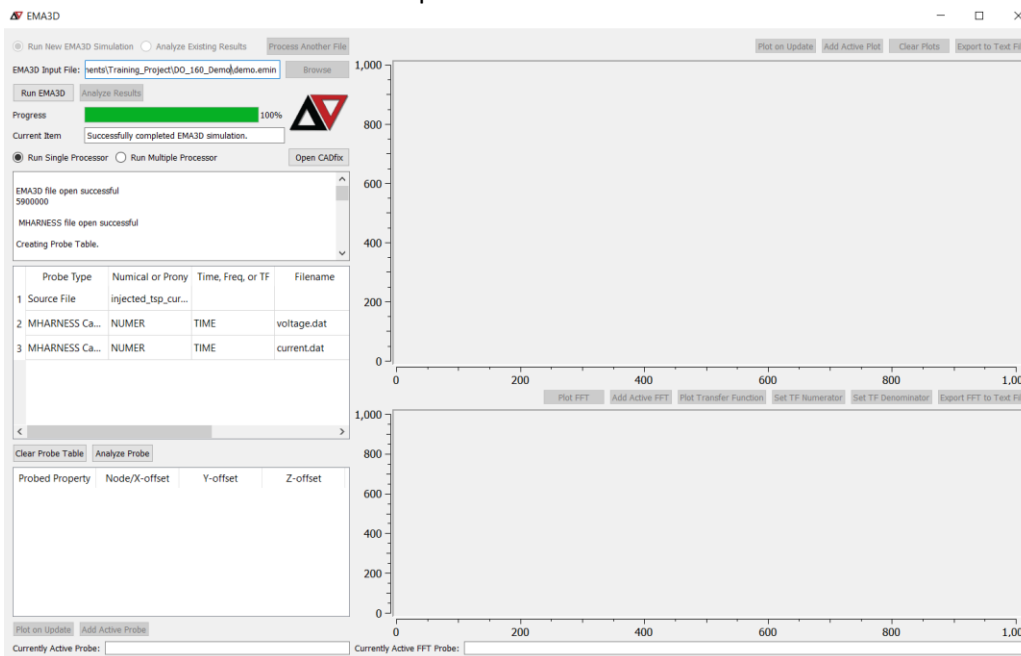 EMA3D
Run New EMA3D Simulation Analyze Existing Results Process Another File
EMA3D Input File: nents\Training_Project\DO_160_Demo\demo.emin Browse
Run EMA3D Analyze Results
Progress 100%
Current Item Successfully completed EMA3D simulation.
Run Single Processor Run Multiple Processor Open CADfix
EMA3D file open successful
5900000
MHARNESS file open successful
Creating Probe Table.
Probe Type Numical or Prony Time, Freq, or TF Filename
1 Source File injected_tsp_cur...
2 MHARNESS Ca... NUMER TIME voltage.dat
3 MHARNESS Ca... NUMER TIME current.dat
Clear Probe Table Analyze Probe
Probed Property Node/X-offset Y-offset Z-offset
Plot on Update Add Active Probe
Currently Active Probe:
Plot on Update Add Active Plot Clear Plots Export to Text Fi
1,000
800
600
400
200
0
0 200 400 600 800 1,00
Plot FFT Add Active FFT Plot Transfer Function Set TF Numerator Set TF Denominator Export FFT to Text Fi
1,000
800
600
400
200
0
0 200 400 600 800 1,00
Currently Active FFT Probe: